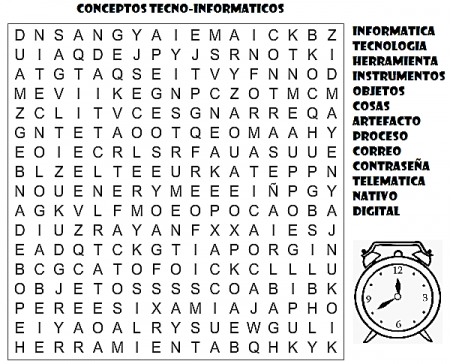 CONCEPTOS TECNO-INFORMATICOS
D N S A N G Y A I E M A I C K B Z
U I A Q D E J P Y J S R N O T K I
A T G T A Q S E I T V Y F N N O D
M E V I I K E G N P C Z O T M C M
Z C L I T V C E S G N A R R E Q A
G N T E T A O O T Q E O M A A H Y
E O I E C R L S R F A U A S U U E
B L Z E L T E E U R K A T E P P N
N O U E N E R Y M E E E I Ñ P G Y
A G K V L F M O E O P O C A O B A
D I U Z R A Y A N F X X A I E S J
E A D Q T C K G T I A P O R G I N
B C G C A T O F O I C K C L L L U
O B J E T O S S S S C O A B I B K
P E R E E S I X A M I A J A P H O
E I Y A O A L R Y S U E W G U L I
H E R R A M I E N T A B Q H K Y K
INFORMATICA
TECNOLOGIA
HERRAMIENTA
INSTRUMENTOS
OBJETOS
COSAS
ARTEFACTO
PROCESO
CORREO
CONTRASEÑA
TELEMATICA
NATIVO
DIGITAL
12
9
3
6